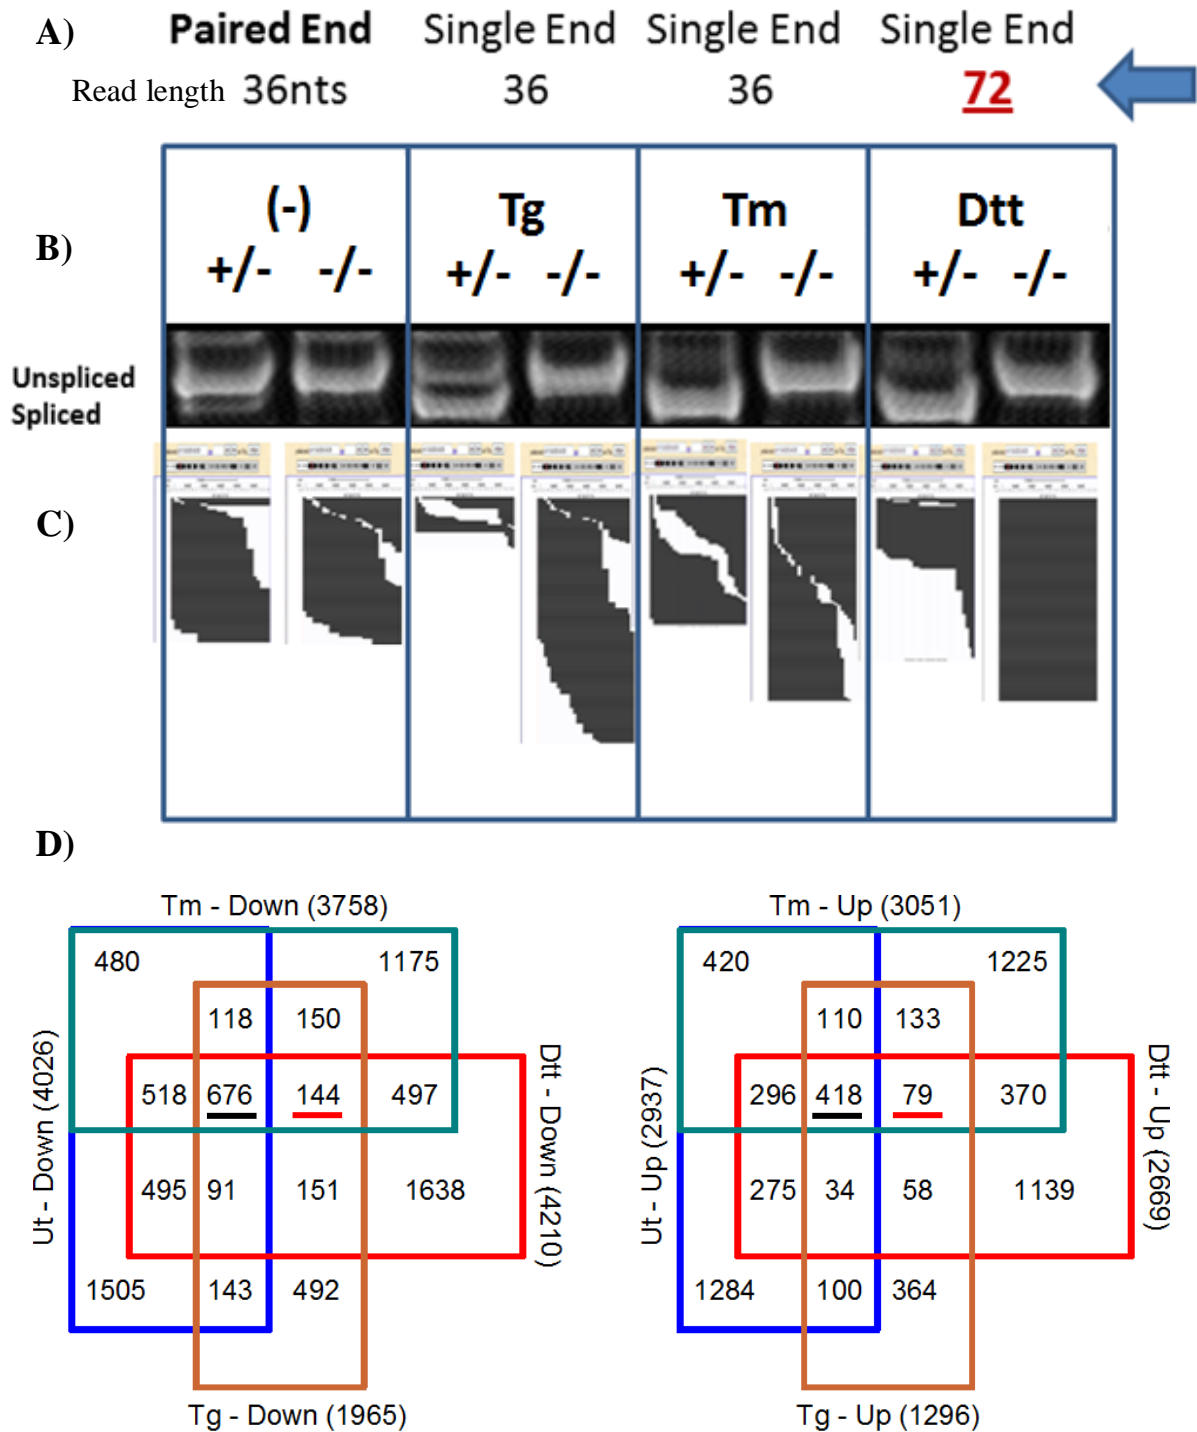 A) Paired End Single End Single End Single End
Read length 36nts 36 36 72
(-) Tg Tm Dtt
B) +/- -/- +/- -/- +/- -/- +/- -/-
Unspliced
Spliced
C)
D)
Tm - Down (3758)
480 1175
118 150
518 676 144 497
495 91 151 1638
1505 143 492
Ut - Down (4026)
Dtt - Down (4210)
Tg - Down (1965)
Tm - Up (3051)
420 1225
110 133
296 418 79 370
275 34 58 1139
1284 100 364
Ut - Up (2937)
Dtt - Up (2669)
Tg - Up (1296)